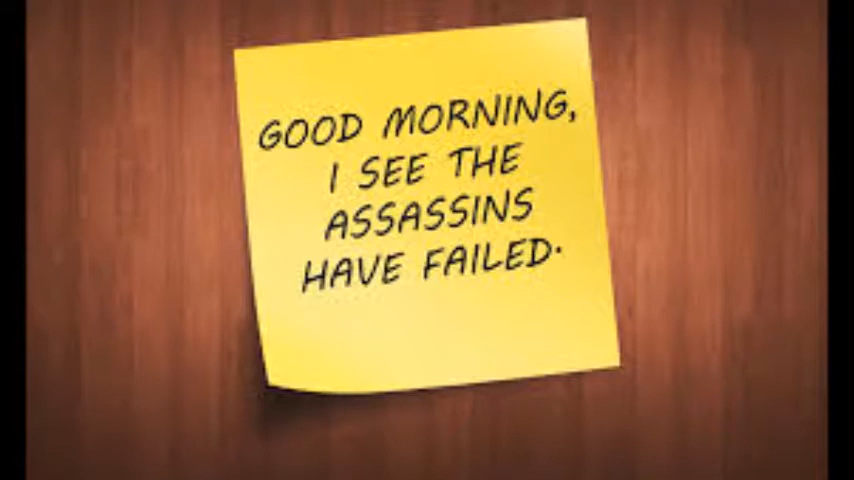 GOOD MORNING,
I SEE THE
ASSASSINS
HAVE FAILED.